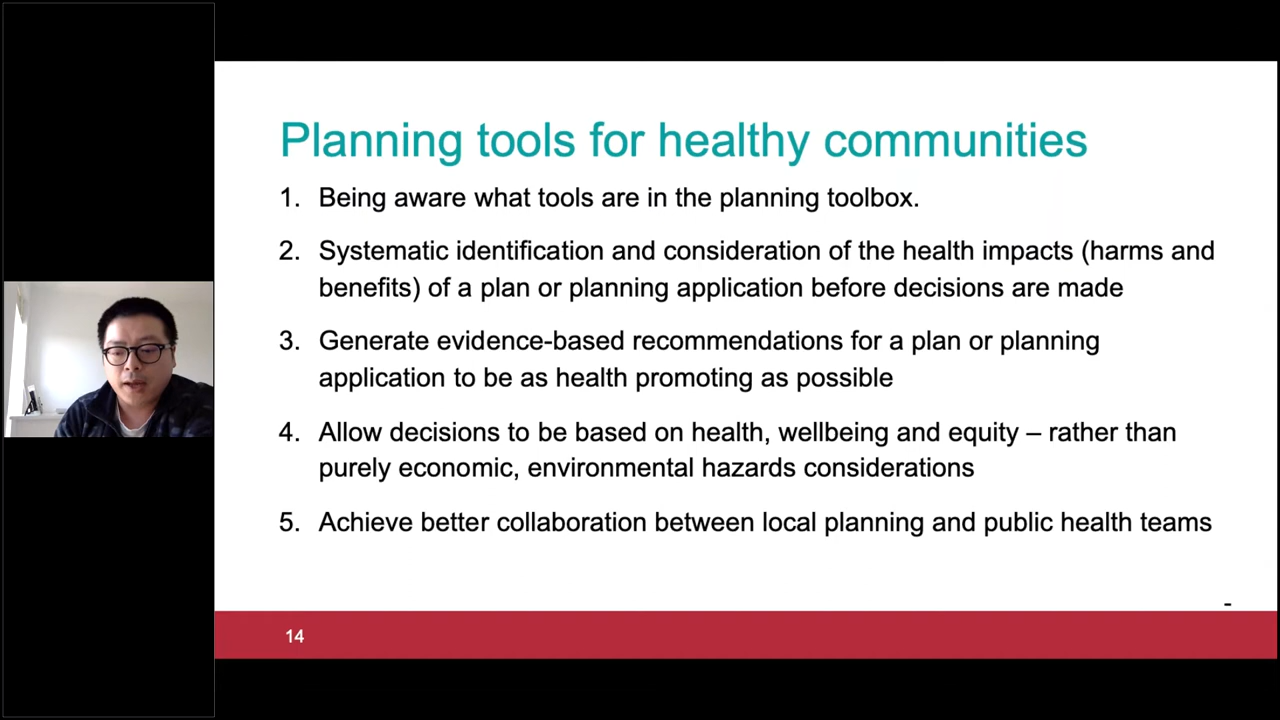 Planning tools for healthy communities
1. Being aware what tools are in the planning toolbox.
2. Systematic identification and consideration of the health impacts (harms and
benefits) of a plan or planning application before decisions are made
3. Generate evidence-based recommendations for a plan or planning
application to be as health promoting as possible
4. Allow decisions to be based on health, wellbeing and equity – rather than
purely economic, environmental hazards considerations
5. Achieve better collaboration between local planning and public health teams
-
14